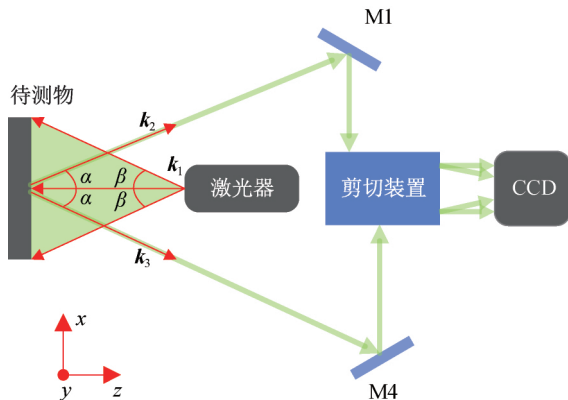 M1
待测物
k₂
α
β
k₁
激光器
α
β
剪切装置
CCD
k₃
x
y
z
M4